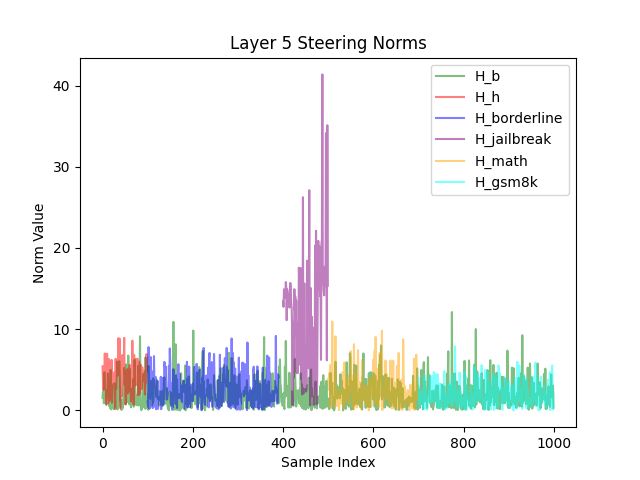 Layer 5 Steering Norms
H_b
H_h
H_borderline
H_jailbreak
H_math
H_gsm8k
Norm Value
40
30
20
10
0
0
200
400
600
800
1000
Sample Index